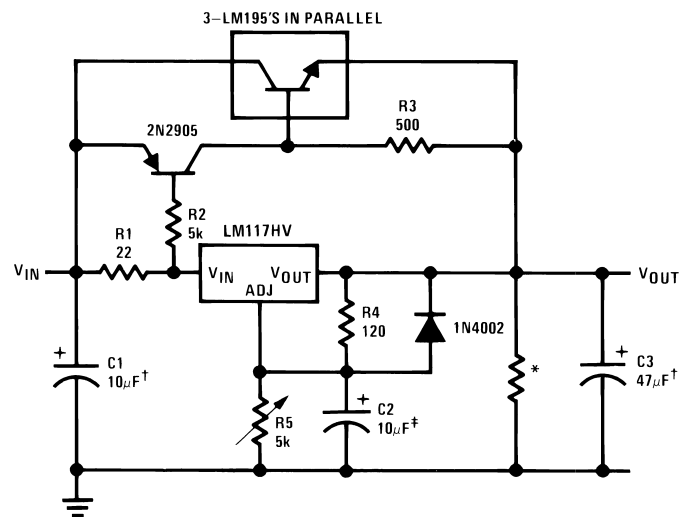 3–LM195'S IN PARALLEL
2N2905
R3
500
R2
5k
R1
22
LM117HV
VIN
VIN
VOUT
ADJ
VOUT
R4
120
1N4002
*
C1
10μF†
R5
5k
C2
10μF‡
C3
47μF†